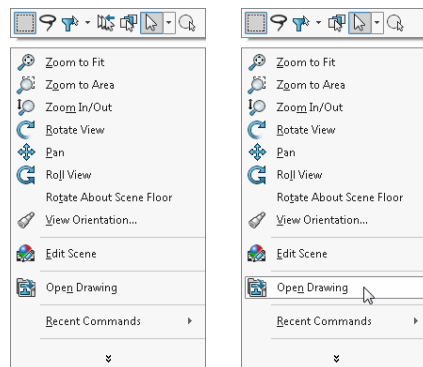 Zoom to Fit
Zoom to Area
Zoom In/Out
Rotate View
Pan
Roll View
Rotate About Scene Floor
View Orientation...
Edit Scene
Open Drawing
Recent Commands
Zoom to Fit
Zoom to Area
Zoom In/Out
Rotate View
Pan
Roll View
Rotate About Scene Floor
View Orientation...
Edit Scene
Open Drawing
Recent Commands